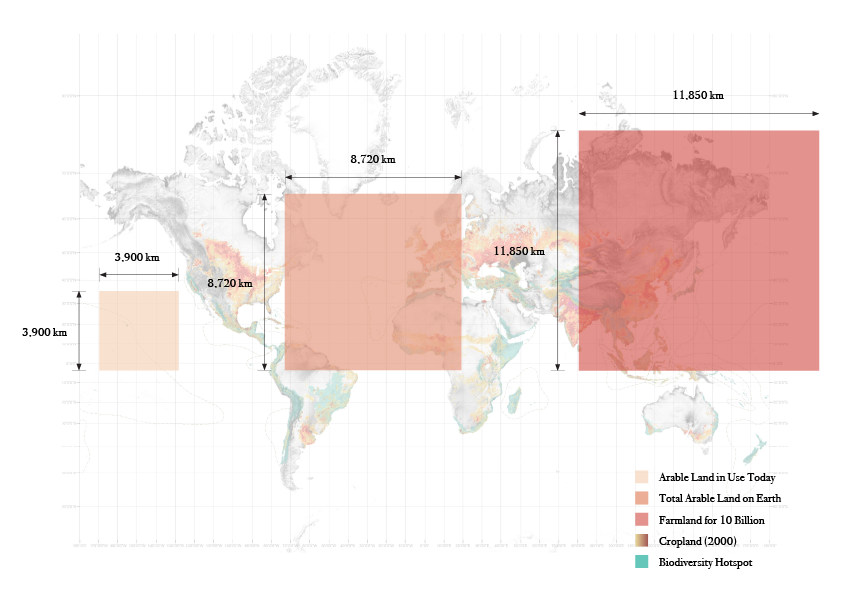 11,850 km
8,720 km
11,850 km
3,900 km
8,720 km
3,900 km
Arable Land in Use Today
Total Arable Land on Earth
Farmland for 10 Billion
Cropland (2000)
Biodiversity Hotspot